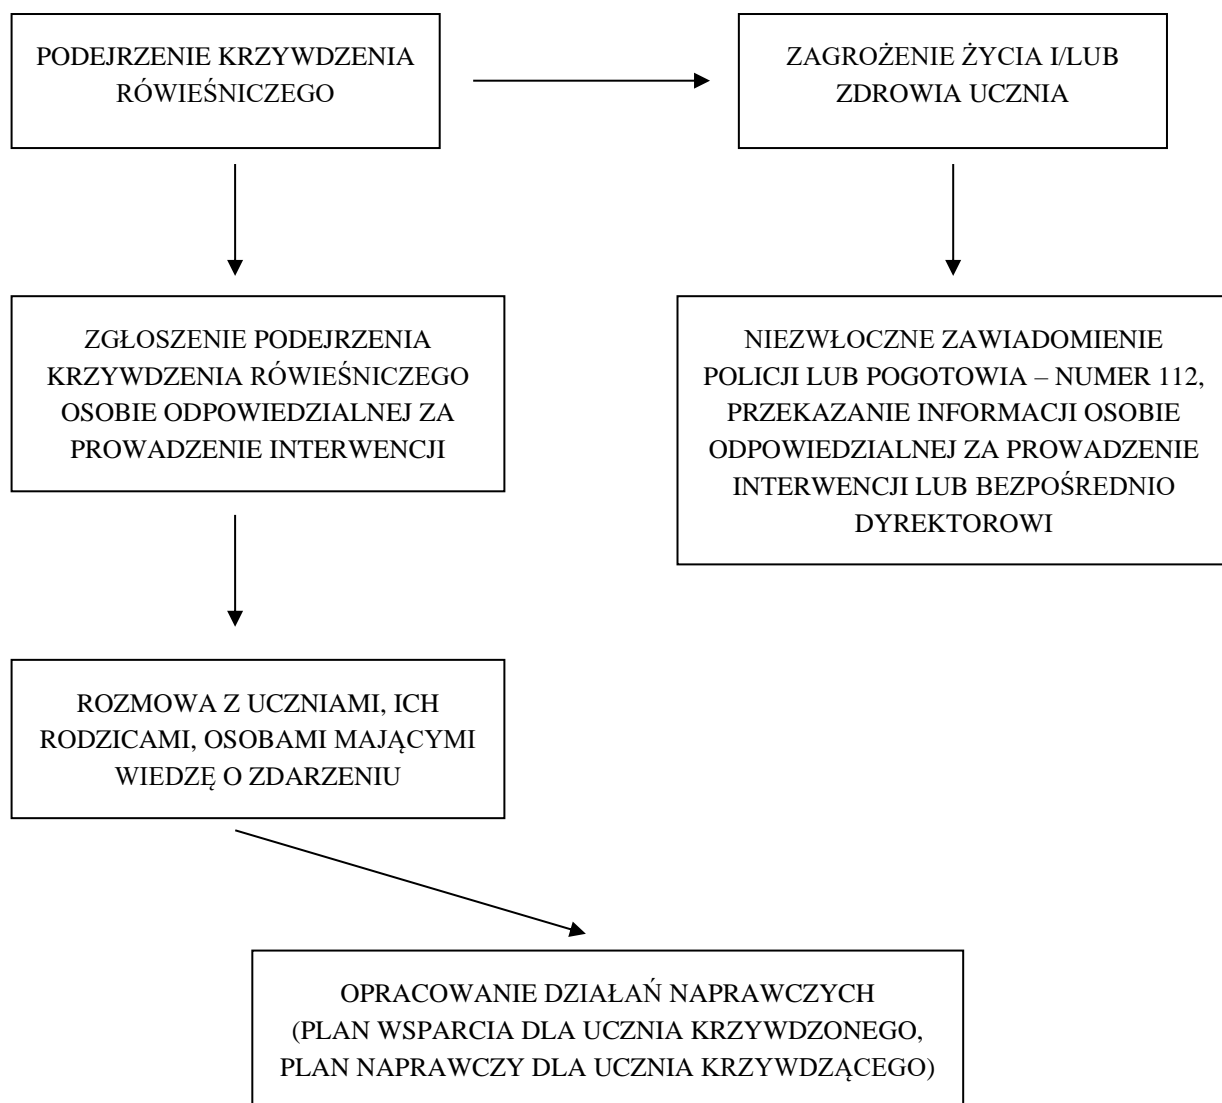 PODEJRZENIE KRZYWDZENIA
RÓWIEŚNICZEGO
ZAGROŻENIE ŻYCIA I/LUB
ZDROWIA UCZNIA
ZGŁOSZENIE PODEJRZENIA
KRZYWDZENIA RÓWIEŚNICZEGO
OSOBIE ODPOWIEDZIALNEJ ZA
PROWADZENIE INTERWENCJI
NIEZWŁOCZNE ZAWIADOMIENIE
POLICJI LUB POGOTOWIA – NUMER 112,
PRZEKAZANIE INFORMACJI OSOBIE
ODPOWIEDZIALNEJ ZA PROWADZENIE
INTERWENCJI LUB BEZPOŚREDNIO
DYREKTOROWI
ROZMOWA Z UCZNIAMI, ICH
RODZICAMI, OSOBAMI MAJĄCYMI
WIEDZĘ O ZDARZENIU
OPRACOWANIE DZIAŁAŃ NAPRAWCZYCH
(PLAN WSPARCIA DLA UCZNIA KRZYWDZONEGO,
PLAN NAPRAWCZY DLA UCZNIA KRZYWDZĄCEGO)